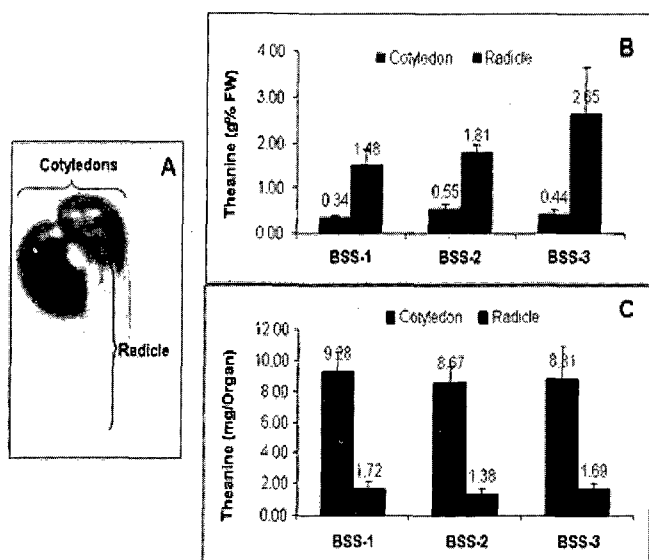 A
Cotyledons
Radicle
B
Cotyledon Radicle
Theanine (g% FW)
4.00
3.00
2.00
1.00
0.00
0.34 1.48 0.55 1.81 0.44 2.65
BSS-1 BSS-2 BSS-3
C
Cotyledon Radicle
Theanine (mg/Organ)
12.00
10.00
8.00
6.00
4.00
2.00
0.00
9.28 1.72 8.67 1.38 8.81 1.69
BSS-1 BSS-2 BSS-3